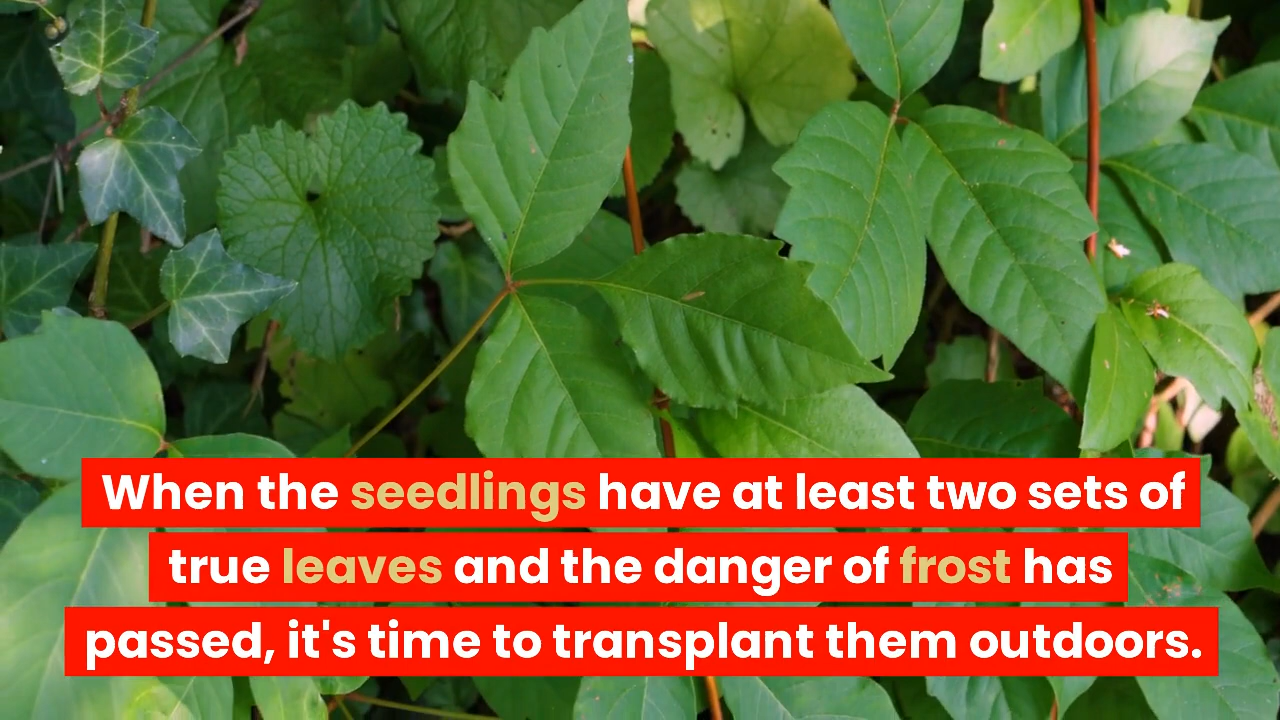 When the seedlings have at least two sets of
true leaves and the danger of frost has
passed, it's time to transplant them outdoors.